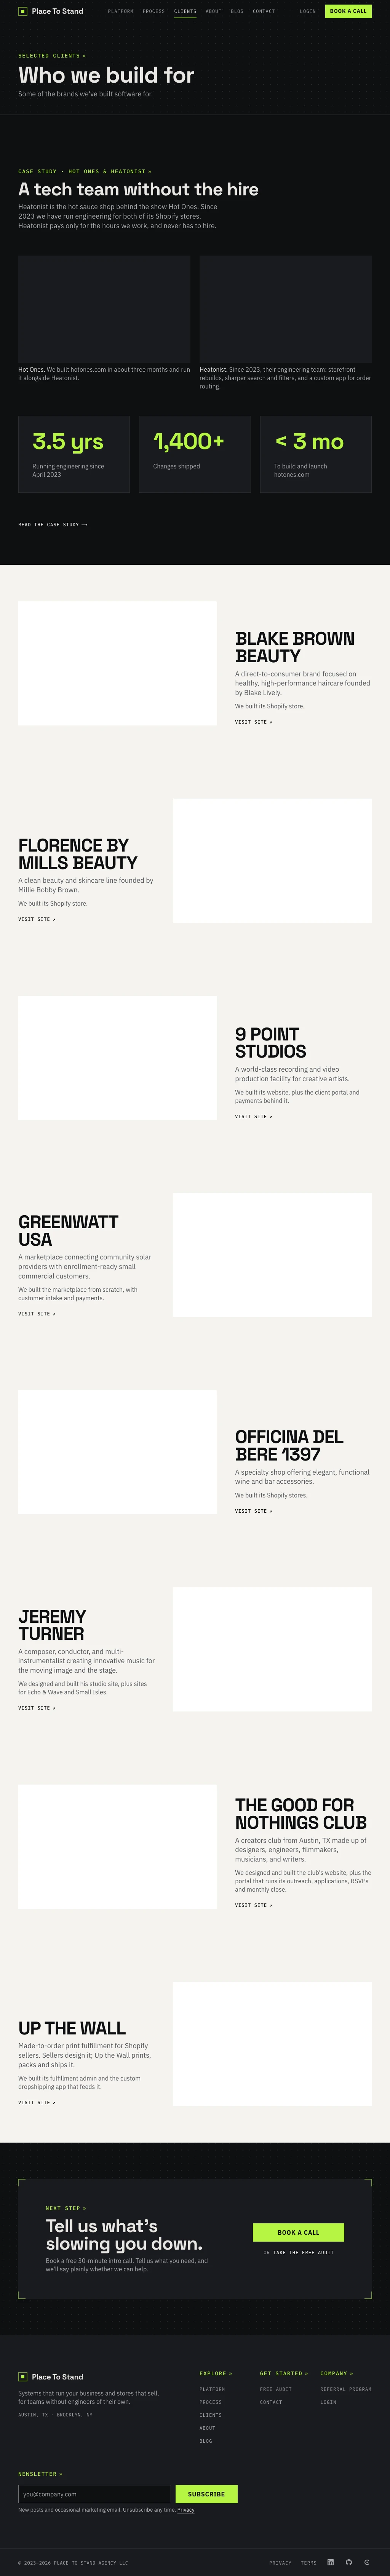 Place To Stand
PLATFORM
PROCESS
CLIENTS
ABOUT
BLOG
CONTACT
LOGIN
BOOK A CALL
SELECTED CLIENTS
Who we build for
Some of the brands we've built software for.
CASE STUDY · HOT ONES & HEATONIST
A tech team without the hire
Heatonist is the hot sauce shop behind the show Hot Ones. Since
2023 we have run engineering for both of its Shopify stores.
Heatonist pays only for the hours we work, and never has to hire.
Hot Ones. We built hotones.com in about three months and run
it alongside Heatonist.
Heatonist. Since 2023, their engineering team: storefront
rebuilds, sharper search and filters, and a custom app for order
routing.
3.5 yrs
Running engineering since
April 2023
1,400+
Changes shipped
< 3 mo
To build and launch
hotones.com
READ THE CASE STUDY →
BLAKE BROWN
BEAUTY
A direct-to-consumer brand focused on
healthy, high-performance haircare founded
by Blake Lively.
We built its Shopify store.
VISIT SITE ↗
FLORENCE BY
MILLS BEAUTY
A clean beauty and skincare line founded by
Millie Bobby Brown.
We built its Shopify store.
VISIT SITE ↗
9 POINT
STUDIOS
A world-class recording and video
production facility for creative artists.
We built its website, plus the client portal and
payments behind it.
VISIT SITE ↗
GREENWATT
USA
A marketplace connecting community solar
providers with enrollment-ready small
commercial customers.
We built the marketplace from scratch, with
customer intake and payments.
VISIT SITE ↗
OFFICINA DEL
BERE 1397
A specialty shop offering elegant, functional
wine and bar accessories.
We built its Shopify stores.
VISIT SITE ↗
JEREMY
TURNER
A composer, conductor, and multi-
instrumentalist creating innovative music for
the moving image and the stage.
We designed and built his studio site, plus sites
for Echo & Wave and Small Isles.
VISIT SITE ↗
THE GOOD FOR
NOTHINGS CLUB
A creators club from Austin, TX made up of
designers, engineers, filmmakers,
musicians, and writers.
We designed and built the club's website, plus the
portal that runs its outreach, applications, RSVPs
and monthly close.
VISIT SITE ↗
UP THE WALL
Made-to-order print fulfillment for Shopify
sellers. Sellers design it; Up the Wall prints,
packs and ships it.
We built its fulfillment admin and the custom
dropshipping app that feeds it.
VISIT SITE ↗
NEXT STEP
Tell us what's
slowing you down.
Book a free 30-minute intro call. Tell us what you need, and
we'll say plainly whether we can help.
BOOK A CALL
OR TAKE THE FREE AUDIT
Place To Stand
Systems that run your business and stores that sell,
for teams without engineers of their own.
AUSTIN, TX · BROOKLYN, NY
EXPLORE
PLATFORM
PROCESS
CLIENTS
ABOUT
BLOG
GET STARTED
FREE AUDIT
CONTACT
COMPANY
REFERRAL PROGRAM
LOGIN
NEWSLETTER
you@company.com
SUBSCRIBE
New posts and occasional marketing email. Unsubscribe any time. Privacy
© 2023–2026 PLACE TO STAND AGENCY LLC
PRIVACY
TERMS